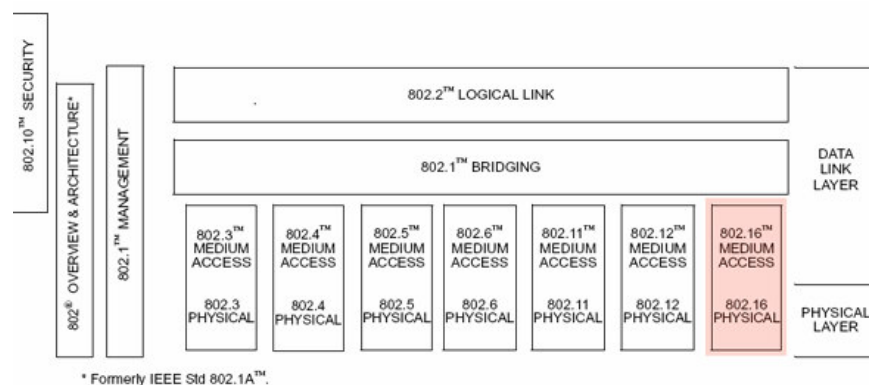 802.10™ SECURITY
802® OVERVIEW & ARCHITECTURE*
802.1™ MANAGEMENT
802.2™ LOGICAL LINK
802.1™ BRIDGING
DATA
LINK
LAYER
802.3™
MEDIUM
ACCESS
802.3
PHYSICAL
802.4™
MEDIUM
ACCESS
802.4
PHYSICAL
802.5™
MEDIUM
ACCESS
802.5
PHYSICAL
802.6™
MEDIUM
ACCESS
802.6
PHYSICAL
802.11™
MEDIUM
ACCESS
802.11
PHYSICAL
802.12™
MEDIUM
ACCESS
802.12
PHYSICAL
802.16™
MEDIUM
ACCESS
802.16
PHYSICAL
PHYSICAL
LAYER
* Formerly IEEE Std 802.1A™.